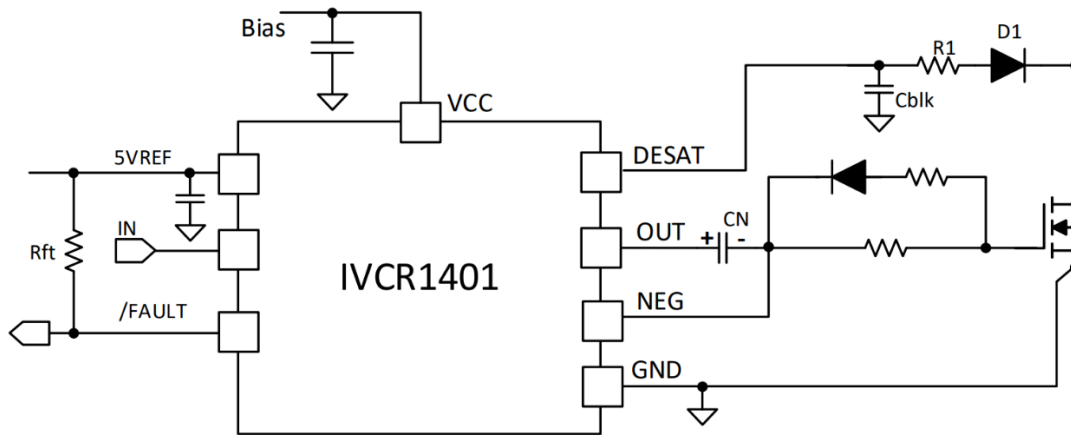 Bias
VCC
5VREF
IN
Rft
/FAULT
IVCR1401
DESAT
OUT
NEG
GND
+ CN -
Cblk
R1
D1